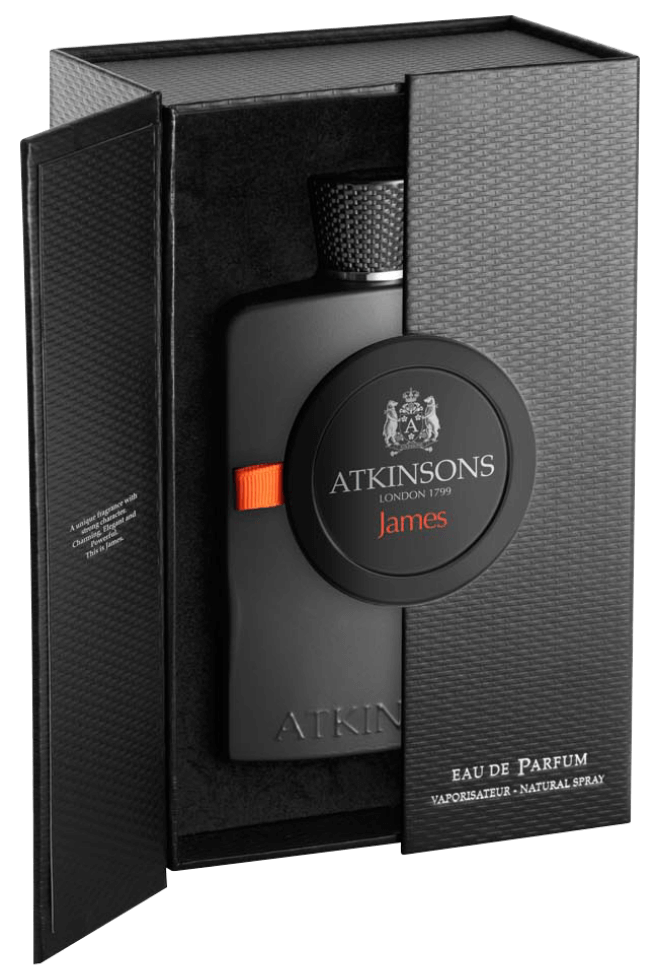 A unique fragrance with
strong character.
Charming, Elegant and
Powerful.
This is James.
A
ATKINSONS
LONDON 1799
James
ATKIN
EAU DE PARFUM
VAPORISATEUR - NATURAL SPRAY